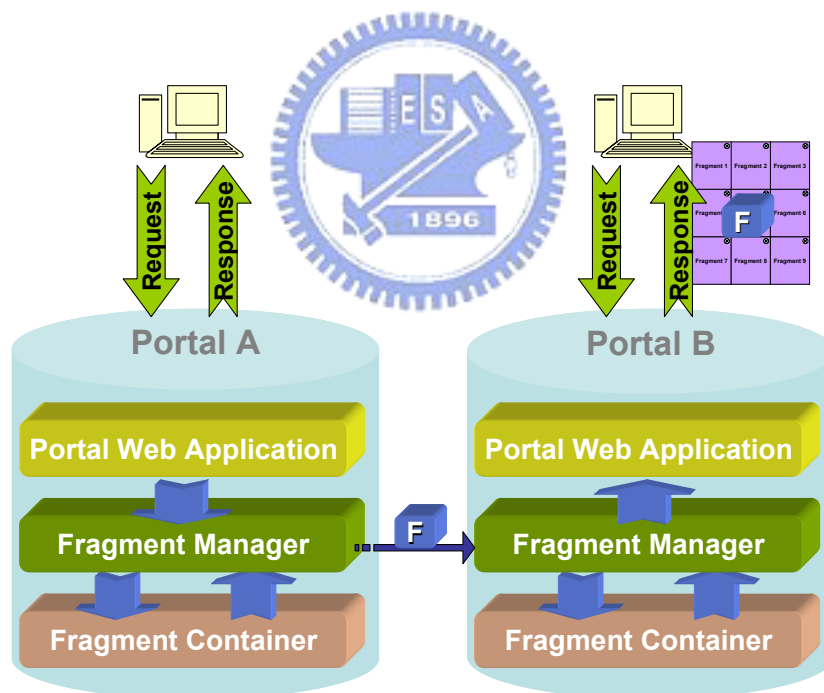 E S A
1896
Request
Response
Request
Response
Fragment 1 Fragment 2 Fragment 3
Fragment Fragment 6
F
Fragment 7 Fragment 8 Fragment 9
Portal A
Portal B
Portal Web Application
Portal Web Application
Fragment Manager
F
Fragment Manager
Fragment Container
Fragment Container